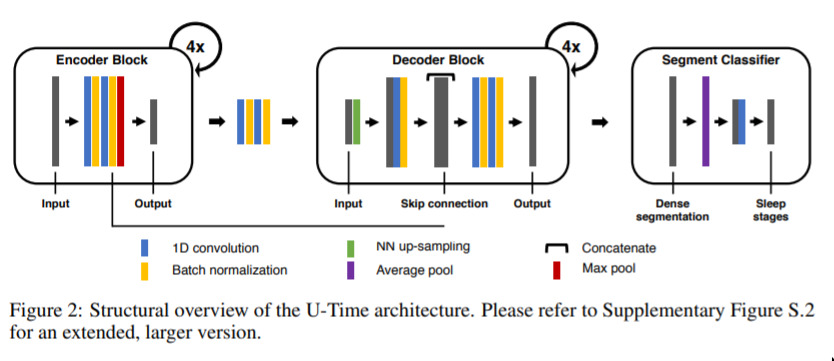 Encoder Block
4x
Decoder Block
4x
Segment Classifier
Input
Output
Input
Skip connection
Output
Dense
segmentation
Sleep
stages
1D convolution
NN up-sampling
Concatenate
Batch normalization
Average pool
Max pool
Figure 2: Structural overview of the U-Time architecture. Please refer to Supplementary Figure S.2
for an extended, larger version.